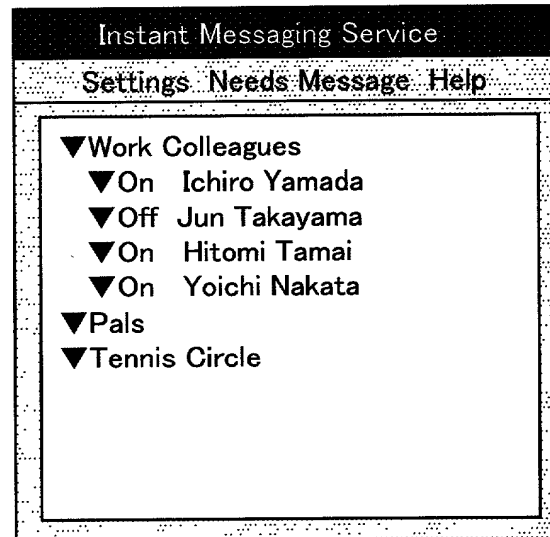 Instant Messaging Service
Settings Needs Message Help
▼Work Colleagues
▼On Ichiro Yamada
▼Off Jun Takayama
▼On Hitomi Tamai
▼On Yoichi Nakata
▼Pals
▼Tennis Circle